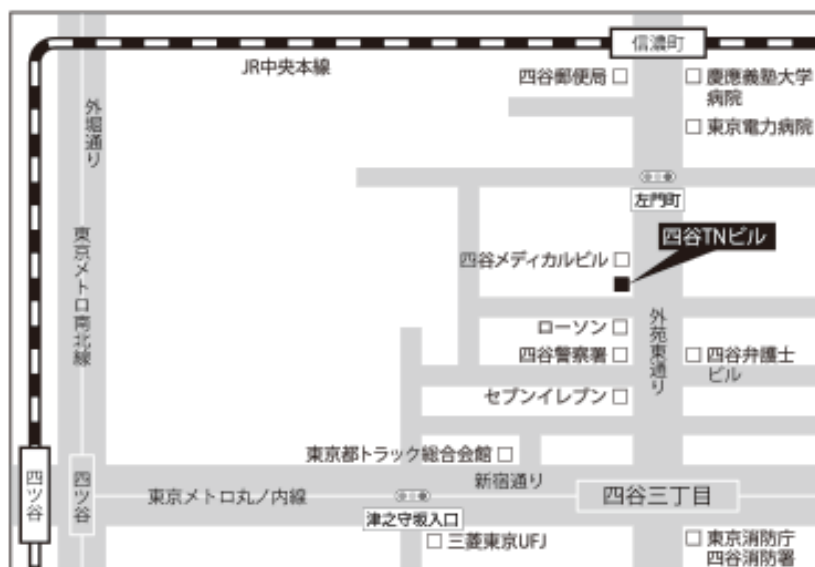 信濃町
JR中央本線
四谷郵便局
慶應義塾大学
病院
外堀通り
東京電力病院
左門町
四谷TNビル
東京メトロ南北線
四谷メディカルビル
外苑東通り
ローソン
四谷警察署
四谷弁護士
ビル
セブンイレブン
東京都トラック総合会館
四ツ谷
四ツ谷
東京メトロ丸ノ内線
新宿通り
四谷三丁目
津之守坂入口
三菱東京UFJ
東京消防庁
四谷消防署